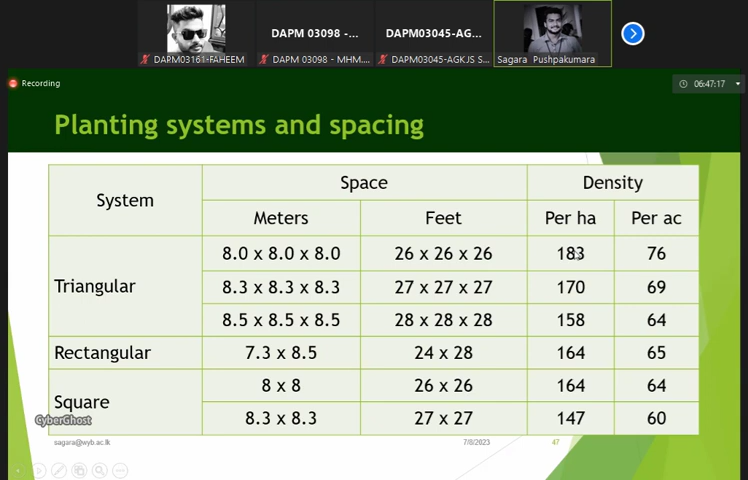 DAPM 03098 - ...
DAPM03045-AG...
DAPM03161-FAHEEM
DAPM 03098 - MHM....
DAPM03045-AGKJS S...
Sagara Pushpakumara
Recording
06:47:17
Planting systems and spacing
System Space Density
Meters Feet Per ha Per ac
Triangular 8.0 x 8.0 x 8.0 26 x 26 x 26 183 76
8.3 x 8.3 x 8.3 27 x 27 x 27 170 69
8.5 x 8.5 x 8.5 28 x 28 x 28 158 64
Rectangular 7.3 x 8.5 24 x 28 164 65
Square 8 x 8 26 x 26 164 64
8.3 x 8.3 27 x 27 147 60
CyberGhost
sagara@wyb.ac.lk 7/8/2023 47